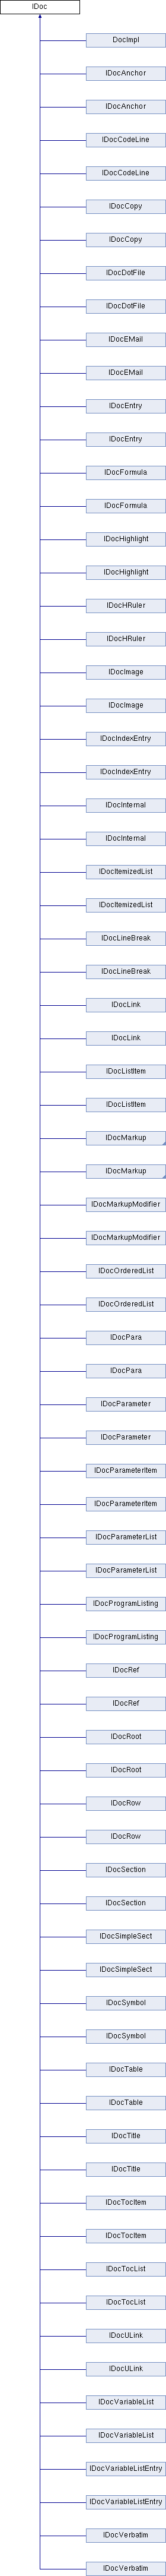 IDoc
DocImpl
IDocAnchor
IDocAnchor
IDocCodeLine
IDocCodeLine
IDocCopy
IDocCopy
IDocDotFile
IDocDotFile
IDocEMail
IDocEMail
IDocEntry
IDocEntry
IDocFormula
IDocFormula
IDocHighlight
IDocHighlight
IDocHRuler
IDocHRuler
IDocImage
IDocImage
IDocIndexEntry
IDocIndexEntry
IDocInternal
IDocInternal
IDocItemizedList
IDocItemizedList
IDocLineBreak
IDocLineBreak
IDocLink
IDocLink
IDocListItem
IDocListItem
IDocMarkup
IDocMarkup
IDocMarkupModifier
IDocMarkupModifier
IDocOrderedList
IDocOrderedList
IDocPara
IDocPara
IDocParameter
IDocParameter
IDocParameterItem
IDocParameterItem
IDocParameterList
IDocParameterList
IDocProgramListing
IDocProgramListing
IDocRef
IDocRef
IDocRoot
IDocRoot
IDocRow
IDocRow
IDocSection
IDocSection
IDocSimpleSect
IDocSimpleSect
IDocSymbol
IDocSymbol
IDocTable
IDocTable
IDocTitle
IDocTitle
IDocTocItem
IDocTocItem
IDocTocList
IDocTocList
IDocULink
IDocULink
IDocVariableList
IDocVariableList
IDocVariableListEntry
IDocVariableListEntry
IDocVerbatim
IDocVerbatim